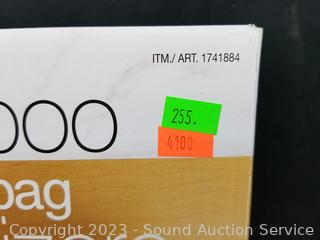 ITM./ ART. 1741884
000
255.
4100
bag
Copyright 2023 - Sound Auction Service